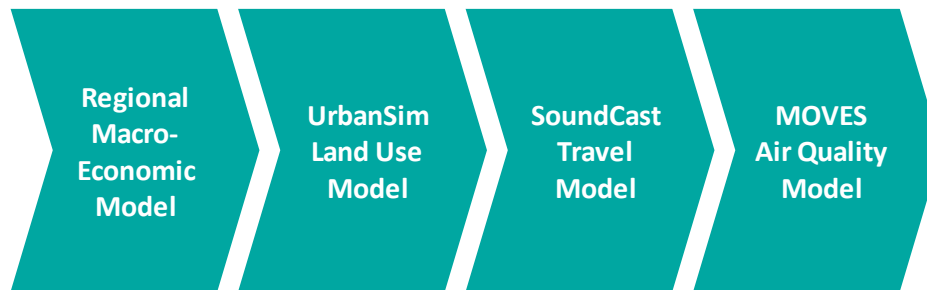 Regional
Macro-
Economic
Model
UrbanSim
Land Use
Model
SoundCast
Travel
Model
MOVES
Air Quality
Model